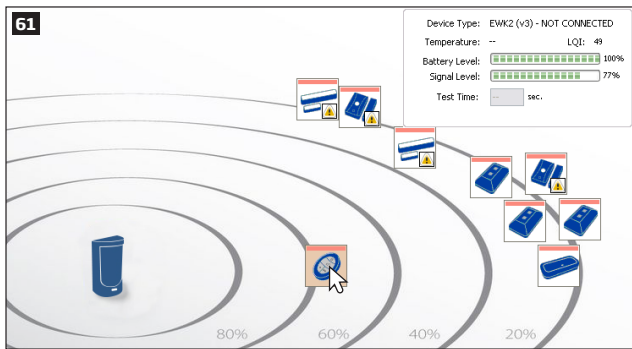 61
Device Type: EWK2 (v3) - NOT CONNECTED
Temperature: -- LQI: 49
Battery Level: 100%
Signal Level: 77%
Test Time: -- sec.
80% 60% 40% 20%